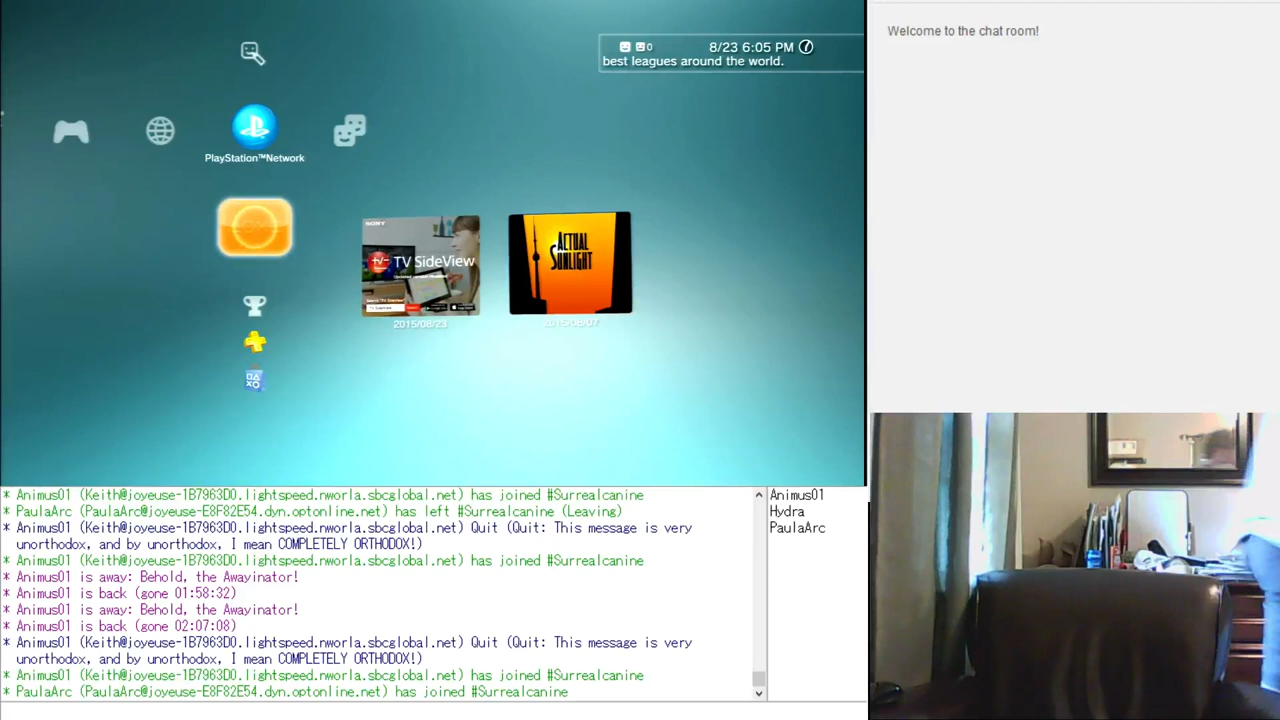 8/23 6:05 PM
0
best leagues around the world.
PlayStation™Network
SONY
TV SideView
2015/08/23
ACTUAL
SUNLIGHT
2015/08/07
Welcome to the chat room!
* Animus01 (Keith@joyeuse-1B7963D0.lightspeed.nworla.sbcglobal.net) has joined #Surrealcanine
* PaulaArc (PaulaArc@joyeuse-E8F82E54.dyn.optonline.net) has left #Surrealcanine (Leaving)
* Animus01 (Keith@joyeuse-1B7963D0.lightspeed.nworla.sbcglobal.net) Quit (Quit: This message is very
unorthodox, and by unorthodox, I mean COMPLETELY ORTHODOX!)
* Animus01 (Keith@joyeuse-1B7963D0.lightspeed.nworla.sbcglobal.net) has joined #Surrealcanine
* Animus01 is away: Behold, the Awayinator!
* Animus01 is back (gone 01:58:32)
* Animus01 is away: Behold, the Awayinator!
* Animus01 is back (gone 02:07:08)
* Animus01 (Keith@joyeuse-1B7963D0.lightspeed.nworla.sbcglobal.net) Quit (Quit: This message is very
unorthodox, and by unorthodox, I mean COMPLETELY ORTHODOX!)
* Animus01 (Keith@joyeuse-1B7963D0.lightspeed.nworla.sbcglobal.net) has joined #Surrealcanine
* PaulaArc (PaulaArc@joyeuse-E8F82E54.dyn.optonline.net) has joined #Surrealcanine
Animus01
Hydra
PaulaArc